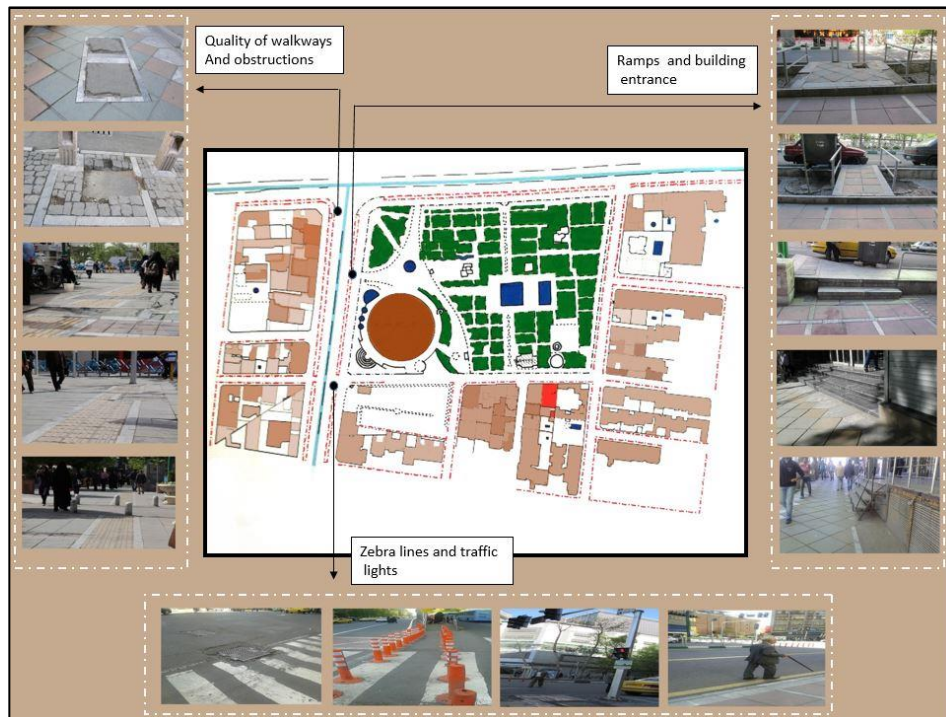 Quality of walkways
And obstructions
Ramps and building
entrance
Zebra lines and traffic
lights